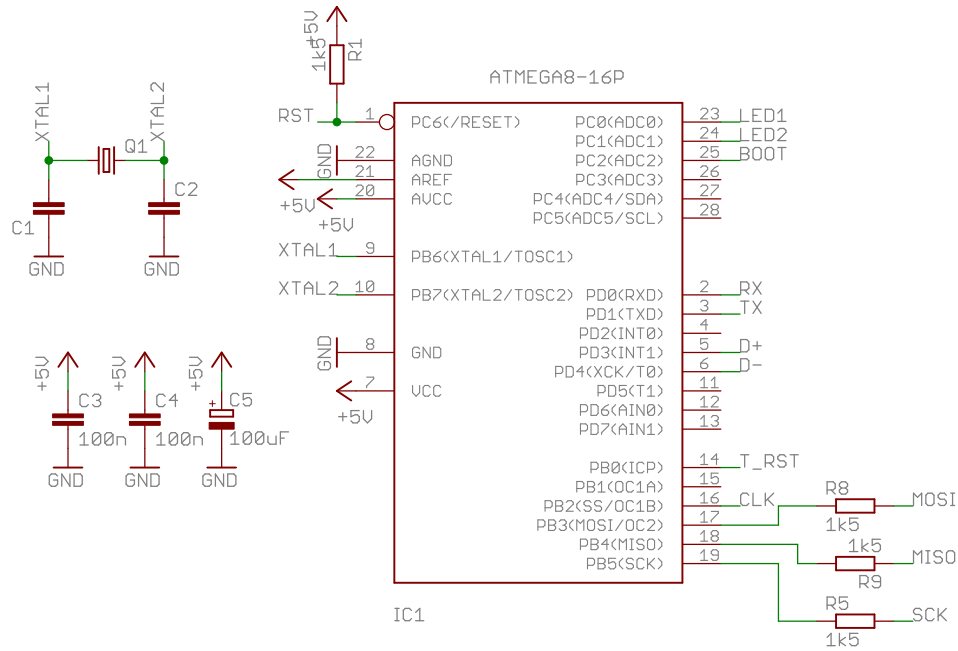 +5V
1k5
R1
ATMEGA8-16P
RST
1
PC6(/RESET)
GND
22
AGND
21
AREF
+5V
20
AVCC
+5V
XTAL1
9
PB6(XTAL1/TOSC1)
XTAL2
10
PB7(XTAL2/TOSC2)
GND
8
GND
7
VCC
+5V
PC0(ADC0) 23 LED1
PC1(ADC1) 24 LED2
PC2(ADC2) 25 BOOT
PC3(ADC3) 26
PC4(ADC4/SDA) 27
PC5(ADC5/SCL) 28
PD0(RXD) 2 RX
PD1(TXD) 3 TX
PD2(INT0) 4
PD3(INT1) 5 D+
PD4(XCK/T0) 6 D-
PD5(T1) 11
PD6(AIN0) 12
PD7(AIN1) 13
PB0(ICP) 14 T_RST
PB1(OC1A) 15
PB2(SS/OC1B) 16 CLK
PB3(MOSI/OC2) 17
PB4(MISO) 18
PB5(SCK) 19
IC1
R8
1k5
MOSI
1k5
R9
MISO
R5
1k5
SCK
XTAL1
XTAL2
Q1
C1
C2
GND
GND
+5V
C3
100n
GND
+5V
C4
100n
GND
+5V
+
C5
100uF
GND